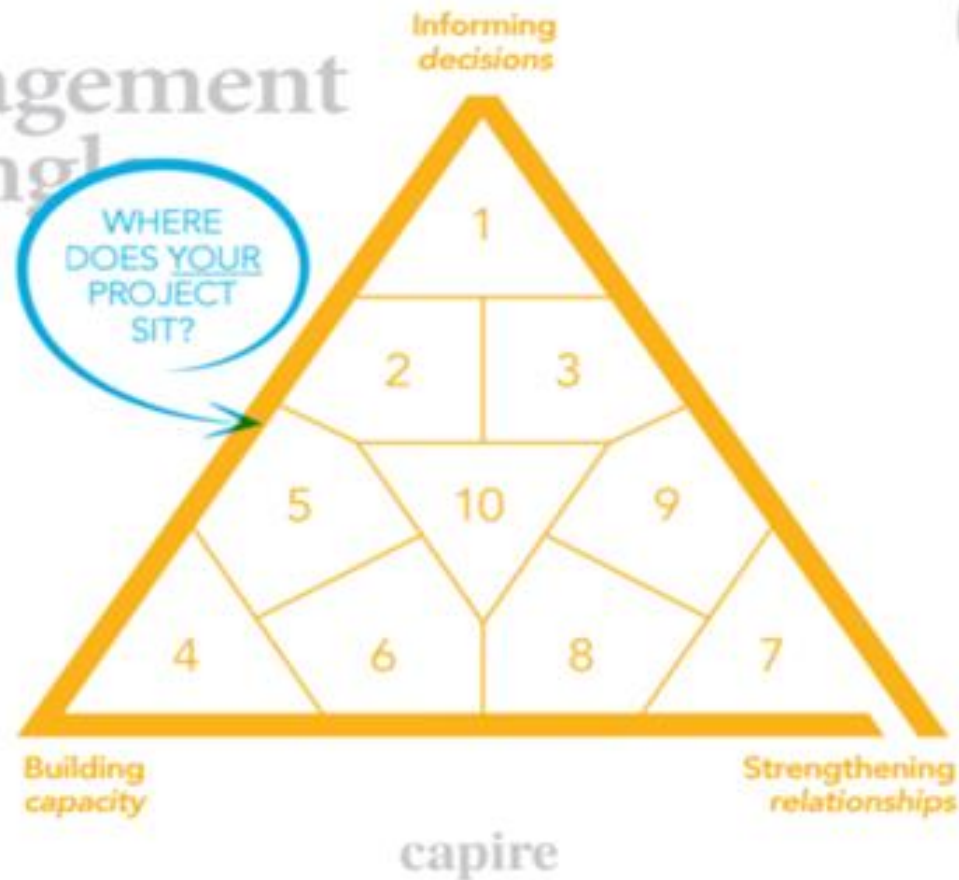 Informing
decisions
agement
WHERE
DOES YOUR
PROJECT
SIT?
1
2
3
5
10
9
4
6
8
7
Building
capacity
Strengthening
relationships
capire